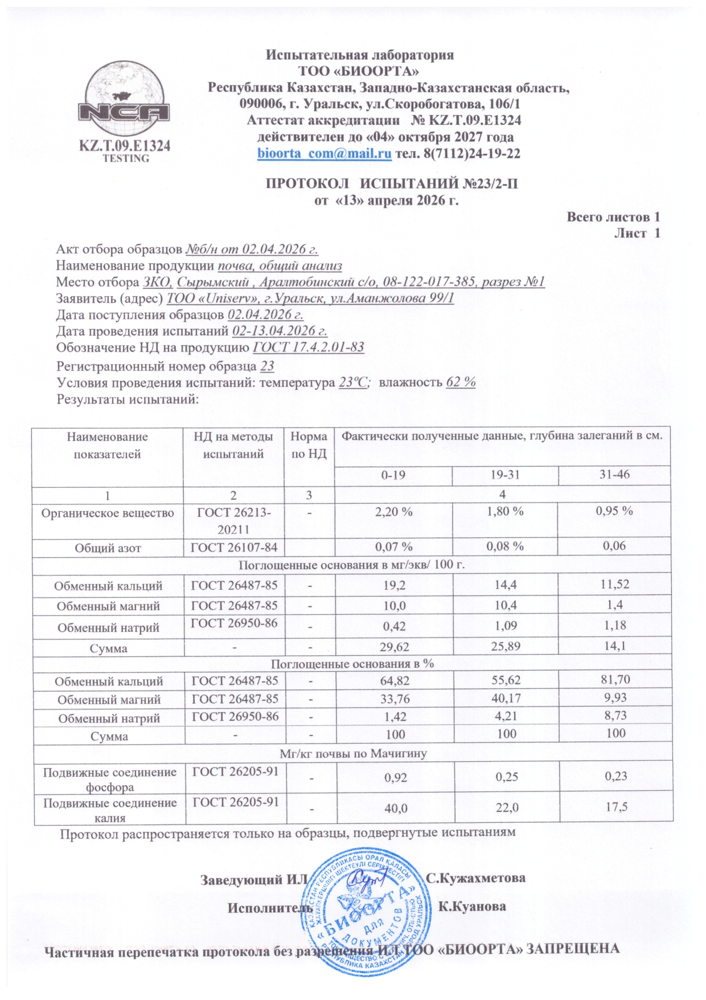 Испытательная лаборатория
ТОО «БИООРТА»
Республика Казахстан, Западно-Казахстанская область,
090006, г. Уральск, ул.Скоробогатова, 106/1
Аттестат аккредитации № KZ.T.09.E1324
действителен до «04» октября 2027 года
bioorta_com@mail.ru тел. 8(7112)24-19-22
NCA
KZ.T.09.E1324
TESTING
ПРОТОКОЛ ИСПЫТАНИЙ №23/2-П
от «13» апреля 2026 г.
Всего листов 1
Лист 1
Акт отбора образцов №б/н от 02.04.2026 г.
Наименование продукции почва, общий анализ
Место отбора ЗКО, Сырымский , Аралтобинский с/о, 08-122-017-385, разрез №1
Заявитель (адрес) ТОО «Uniserv», г.Уральск, ул.Аманжолова 99/1
Дата поступления образцов 02.04.2026 г.
Дата проведения испытаний 02-13.04.2026 г.
Обозначение НД на продукцию ГОСТ 17.4.2.01-83
Регистрационный номер образца 23
Условия проведения испытаний: температура 23ºС; влажность 62 %
Результаты испытаний:
Наименование показателей НД на методы испытаний Норма по НД Фактически полученные данные, глубина залеганий в см.
0-19 19-31 31-46
1 2 3 4
Органическое вещество ГОСТ 26213-20211 - 2,20 % 1,80 % 0,95 %
Общий азот ГОСТ 26107-84 0,07 % 0,08 % 0,06
Поглощенные основания в мг/экв/ 100 г.
Обменный кальций ГОСТ 26487-85 - 19,2 14,4 11,52
Обменный магний ГОСТ 26487-85 - 10,0 10,4 1,4
Обменный натрий ГОСТ 26950-86 - 0,42 1,09 1,18
Сумма - - 29,62 25,89 14,1
Поглощенные основания в %
Обменный кальций ГОСТ 26487-85 - 64,82 55,62 81,70
Обменный магний ГОСТ 26487-85 - 33,76 40,17 9,93
Обменный натрий ГОСТ 26950-86 - 1,42 4,21 8,73
Сумма - - 100 100 100
Мг/кг почвы по Мачигину
Подвижные соединение фосфора ГОСТ 26205-91 - 0,92 0,25 0,23
Подвижные соединение калия ГОСТ 26205-91 - 40,0 22,0 17,5
Протокол распространяется только на образцы, подвергнутые испытаниям
Заведующий ИЛ С.Кужахметова
Исполнитель К.Куанова
ҚАЗАҚСТАН РЕСПУБЛИКАСЫ ОРАЛ ҚАЛАСЫ
ЖАУАПКЕРШІЛІГІ ШЕКТЕУЛІ СЕРІКТЕСТІГІ
«БИООРТА»
ДЛЯ
ДОКУМЕНТОВ
РЕСПУБЛИКА КАЗАХСТАН ГОРОД УРАЛЬСК
Частичная перепечатка протокола без разрешения ИЛ ТОО «БИООРТА» ЗАПРЕЩЕНА